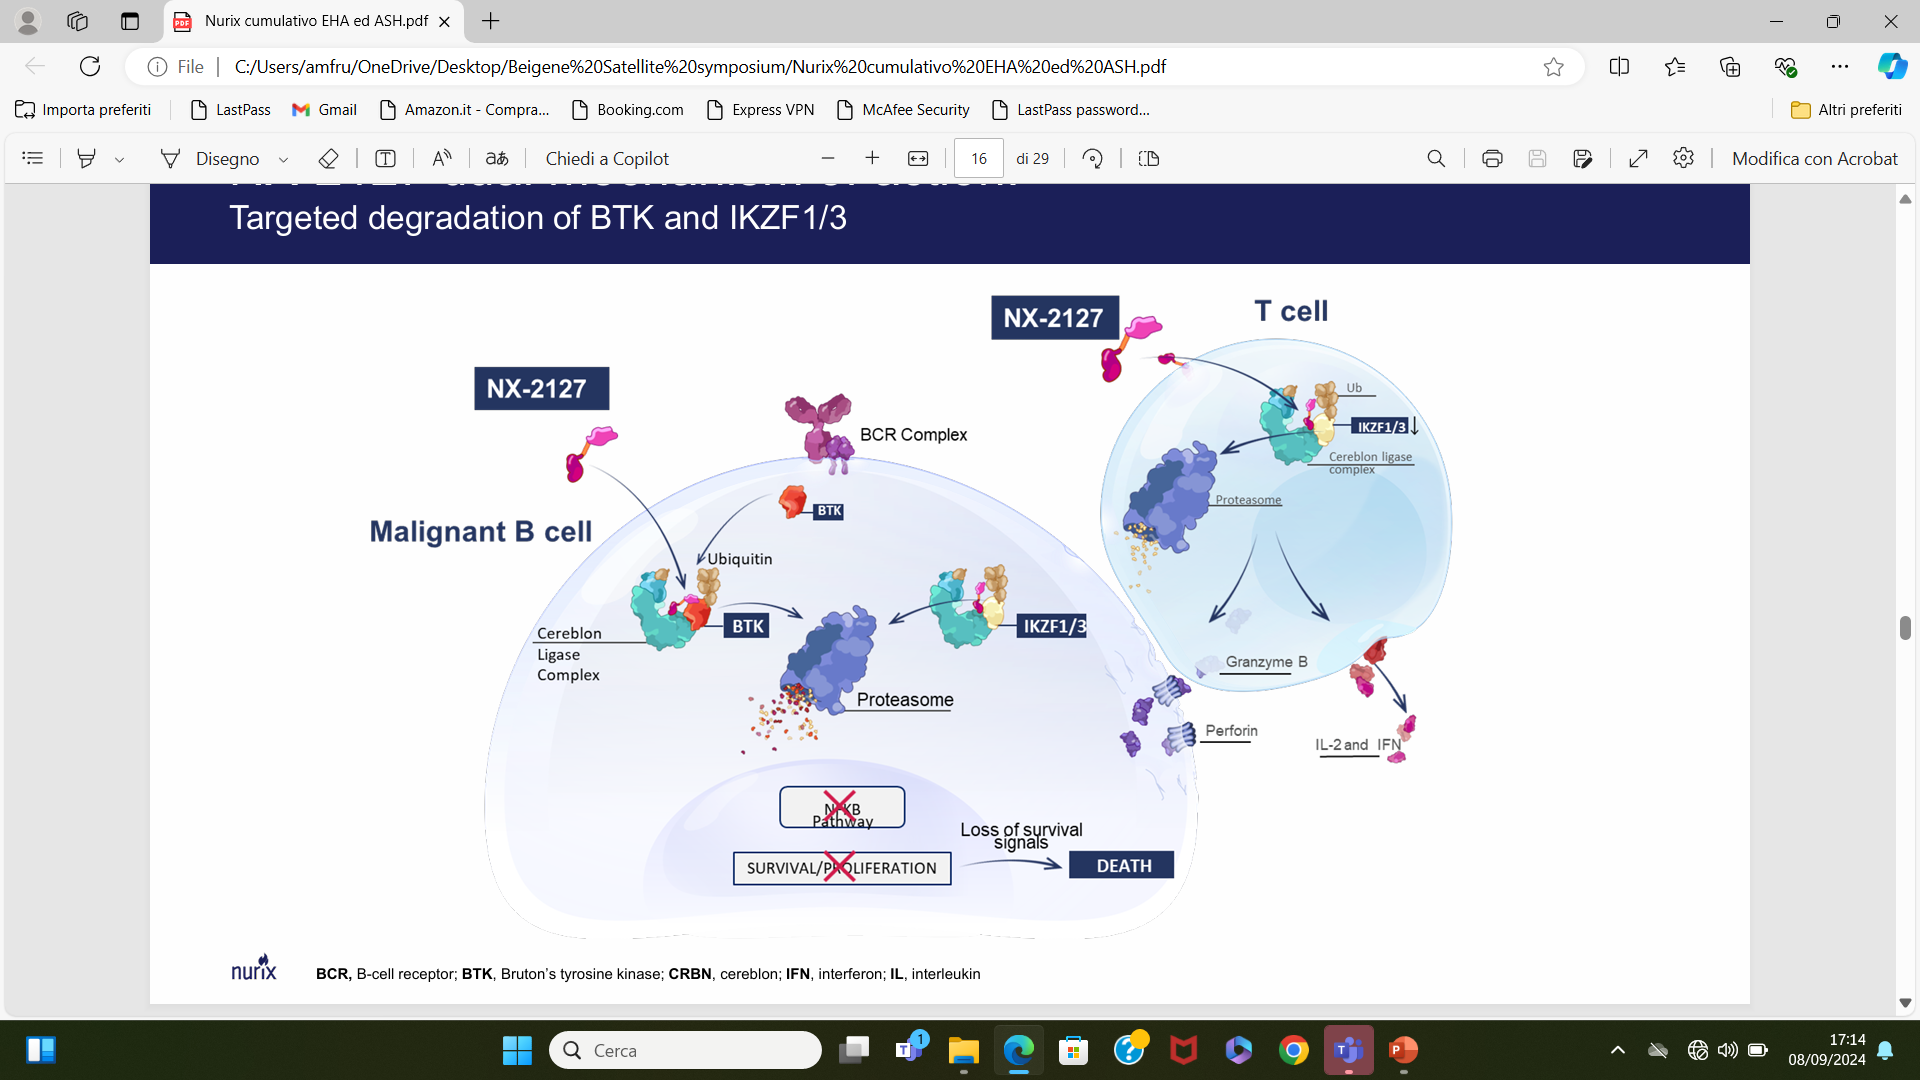 Nurix cumulativo EHA ed ASH.pdf
File
C:/Users/amfru/OneDrive/Desktop/Beigene%20Satellite%20symposium/Nurix%20cumulativo%20EHA%20ed%20ASH.pdf
Importa preferiti
LastPass
Gmail
Amazon.it - Compra...
Booking.com
Express VPN
McAfee Security
LastPass password...
Altri preferiti
Disegno
Chiedi a Copilot
16
di 29
Modifica con Acrobat
Targeted degradation of BTK and IKZF1/3
NX-2127
T cell
NX-2127
Ub
IKZF1/3
BCR Complex
Cereblon ligase
complex
Proteasome
BTK
Malignant B cell
Ubiquitin
BTK
IKZF1/3
Cereblon
Ligase
Complex
Granzyme B
Proteasome
Perforin
IL-2 and IFN
Pathway
Loss of survival
signals
SURVIVAL/PROLIFERATION
DEATH
nurix
BCR, B-cell receptor; BTK, Bruton's tyrosine kinase; CRBN, cereblon; IFN, interferon; IL, interleukin
Cerca
1
17:14
08/09/2024